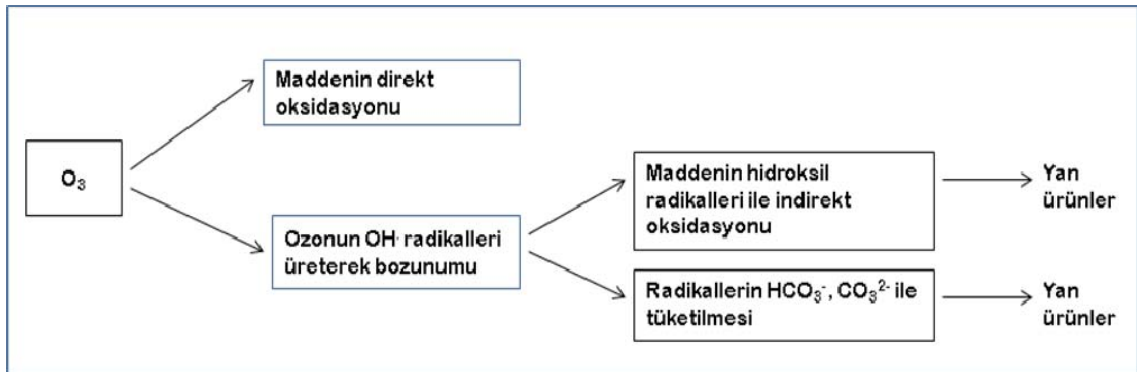 Maddenin direkt
oksidasyonu
O₃
Maddenin hidroksil
radikalleri ile indirekt
oksidasyonu
Yan
ürünler
Ozonun OH· radikalleri
üreterek bozunumu
Radikallerin HCO₃⁻, CO₃²⁻ ile
tüketilmesi
Yan
ürünler